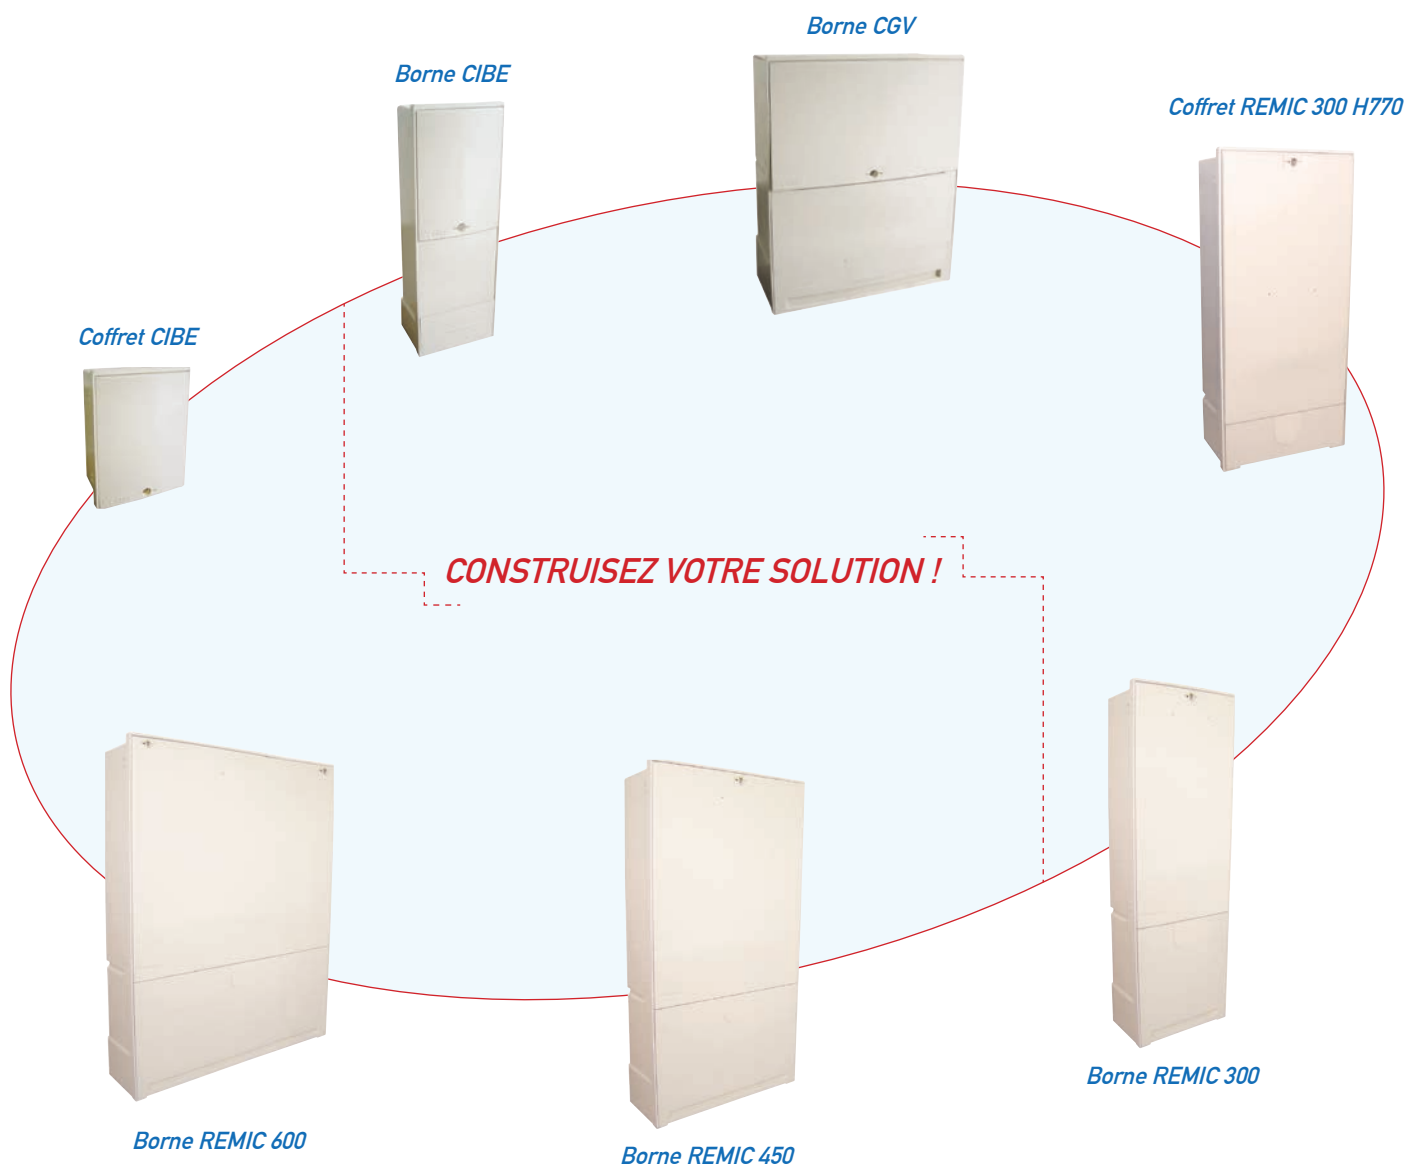 Borne CGV
Borne CIBE
Coffret REMIC 300 H770
Coffret CIBE
CONSTRUISEZ VOTRE SOLUTION !
Borne REMIC 300
Borne REMIC 600
Borne REMIC 450